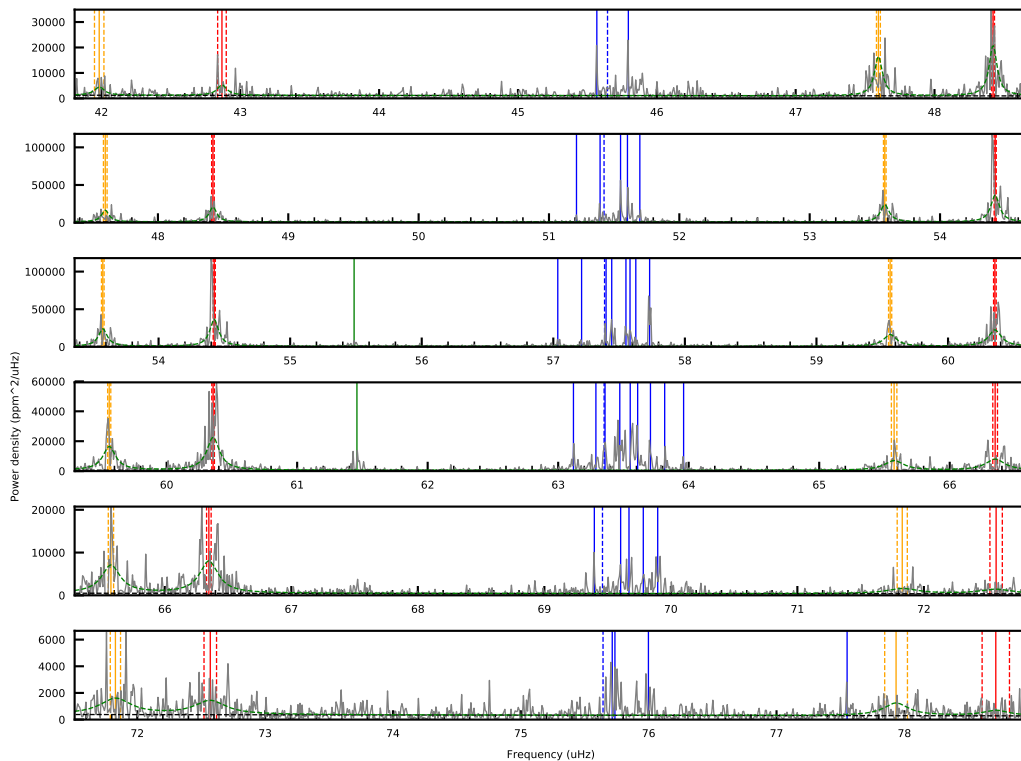 30000
20000
10000
0
42 43 44 45 46 47 48
100000
50000
0
48 49 50 51 52 53 54
100000
50000
0
54 55 56 57 58 59 60
Power density (ppm^2/uHz)
60000
40000
20000
0
60 61 62 63 64 65 66
20000
10000
0
66 67 68 69 70 71 72
6000
4000
2000
0
72 73 74 75 76 77 78
Frequency (uHz)